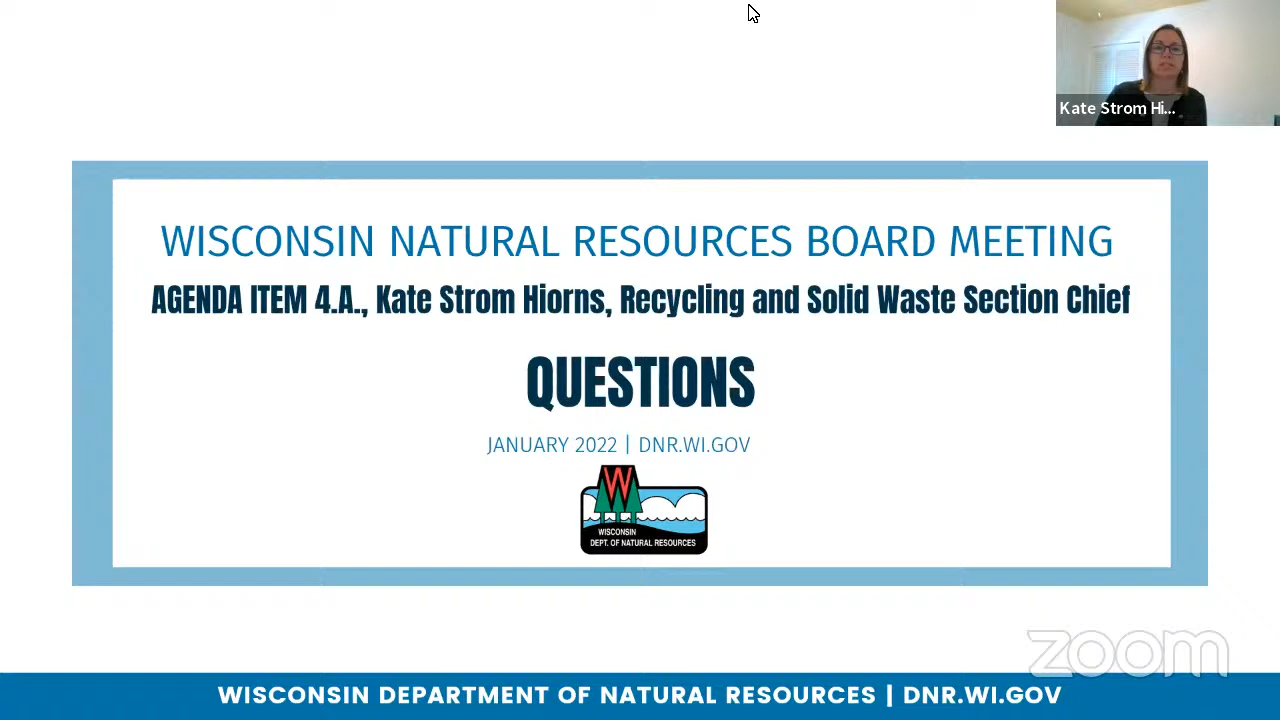 Kate Strom Hi...
WISCONSIN NATURAL RESOURCES BOARD MEETING
AGENDA ITEM 4.A., Kate Strom Hiorns, Recycling and Solid Waste Section Chief
QUESTIONS
JANUARY 2022 | DNR.WI.GOV
W
WISCONSIN
DEPT. OF NATURAL RESOURCES
zoom
WISCONSIN DEPARTMENT OF NATURAL RESOURCES | DNR.WI.GOV